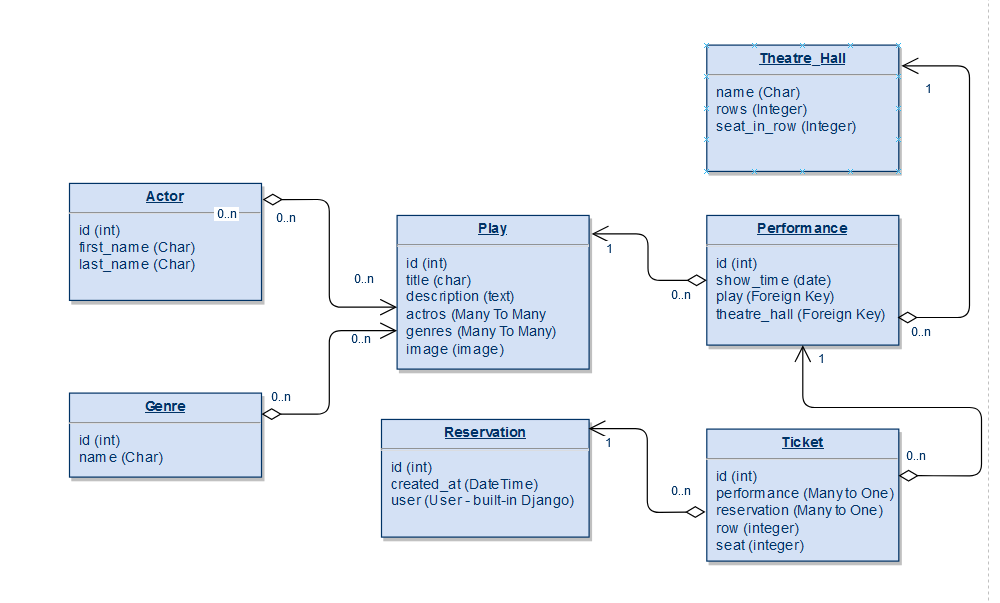 Theatre_Hall
name (Char)
rows (Integer)
seat_in_row (Integer)
1
Actor
0..n
id (int)
first_name (Char)
last_name (Char)
0..n
0..n
Play
id (int)
title (char)
description (text)
actros (Many To Many
genres (Many To Many)
image (image)
1
0..n
Performance
id (int)
show_time (date)
play (Foreign Key)
theatre_hall (Foreign Key)
0..n
0..n
0..n
1
Genre
id (int)
name (Char)
Reservation
id (int)
created_at (DateTime)
user (User - built-in Django)
1
0..n
Ticket
0..n
id (int)
performance (Many to One)
reservation (Many to One)
row (integer)
seat (integer)